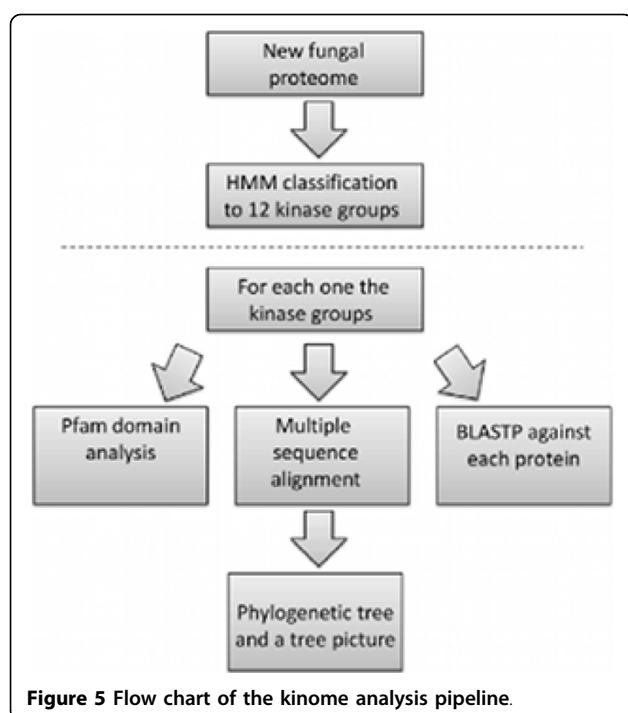 New fungal
proteome
HMM classification
to 12 kinase groups
For each one the
kinase groups
Pfam domain
analysis
Multiple
sequence
alignment
BLASTP against
each protein
Phylogenetic tree
and a tree picture
Figure 5 Flow chart of the kinome analysis pipeline.